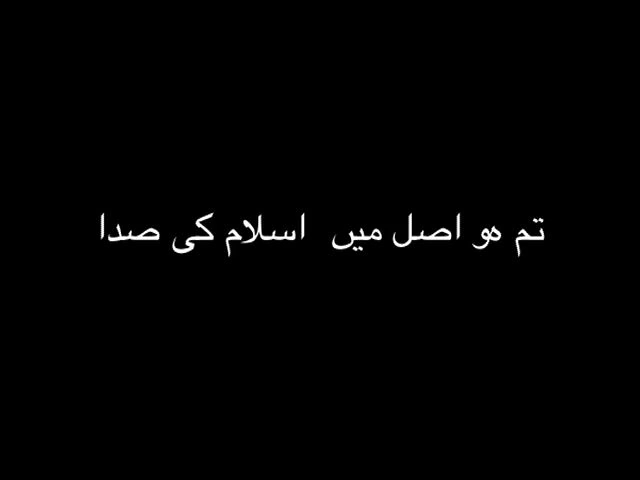 تم ہو اصل میں اسلام کی صدا